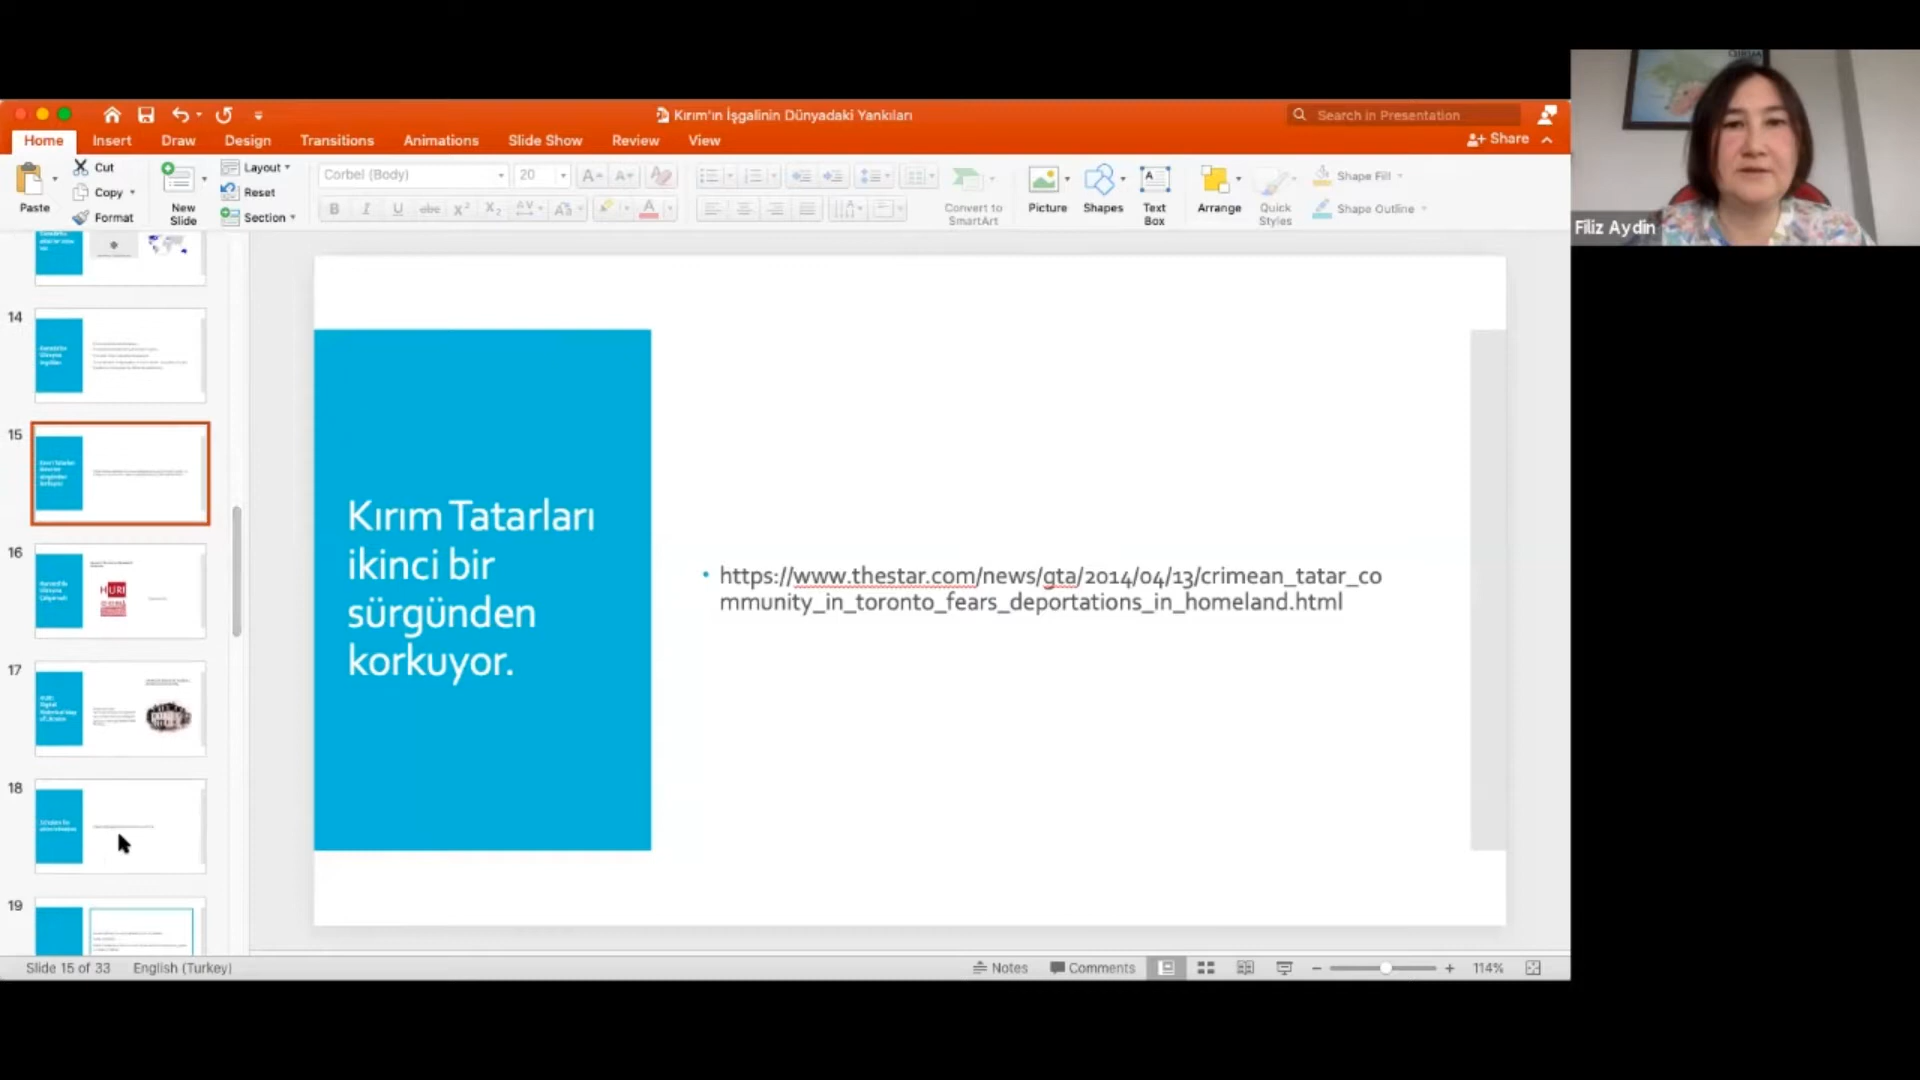 Kırım'ın İşgalinin Dünyadaki Yankıları
Search in Presentation
Home Insert Draw Design Transitions Animations Slide Show Review View
Share
Paste
Cut
Copy
Format
New
Slide
Layout
Reset
Section
Corbel (Body) 20
Convert to
SmartArt
Picture
Shapes
Text
Box
Arrange
Quick
Styles
Shape Fill
Shape Outline
Filiz Aydin
14
15
16
17
18
19
HURI
Kırım Tatarları
ikinci bir
sürgünden
korkuyor.
• https://www.thestar.com/news/gta/2014/04/13/crimean_tatar_co
mmunity_in_toronto_fears_deportations_in_homeland.html
Slide 15 of 33 English (Turkey) Notes Comments 114%